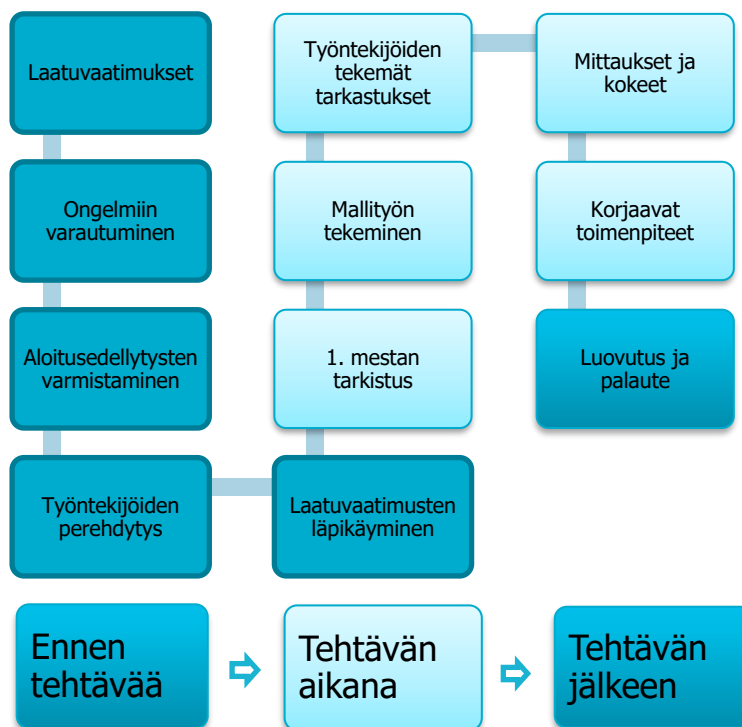 Laatuvaatimukset
Ongelmiin
varautuminen
Aloitusedellytysten
varmistaminen
Työntekijöiden
perehdytys
Laatuvaatimusten
läpikäyminen
1. mestan
tarkistus
Mallityön
tekeminen
Työntekijöiden
tekemät
tarkastukset
Mittaukset ja
kokeet
Korjaavat
toimenpiteet
Luovutus ja
palaute
Ennen
tehtävää
Tehtävän
aikana
Tehtävän
jälkeen